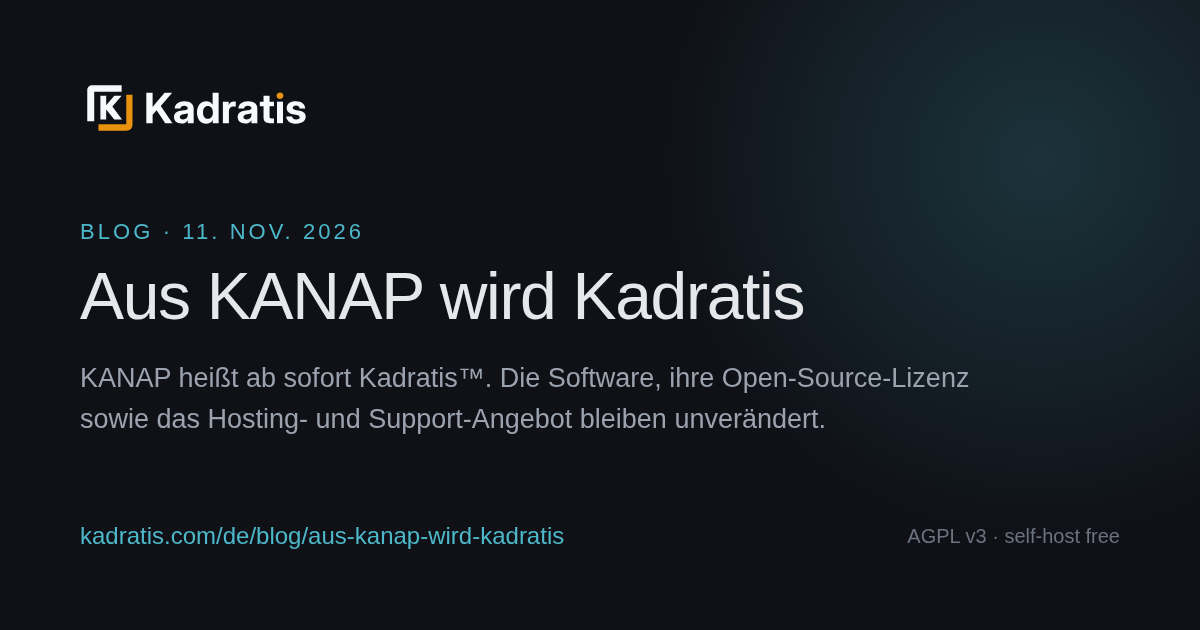 K Kadratis
BLOG · 11. NOV. 2026
Aus KANAP wird Kadratis
KANAP heißt ab sofort Kadratis™. Die Software, ihre Open-Source-Lizenz
sowie das Hosting- und Support-Angebot bleiben unverändert.
kadratis.com/de/blog/aus-kanap-wird-kadratis
AGPL v3 · self-host free